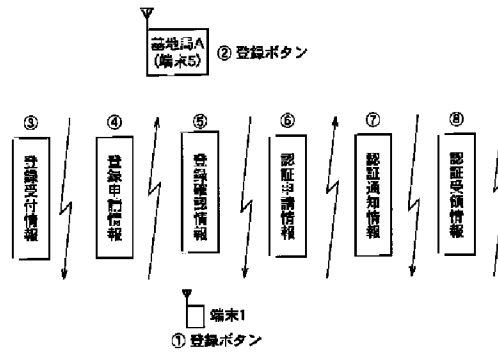 基地局A
(端末5)
② 登録ボタン
③
④
⑤
⑥
⑦
⑧
登録受付情報
登録申請情報
登録確認情報
認証申請情報
認証通知情報
認証受領情報
端末1
① 登録ボタン